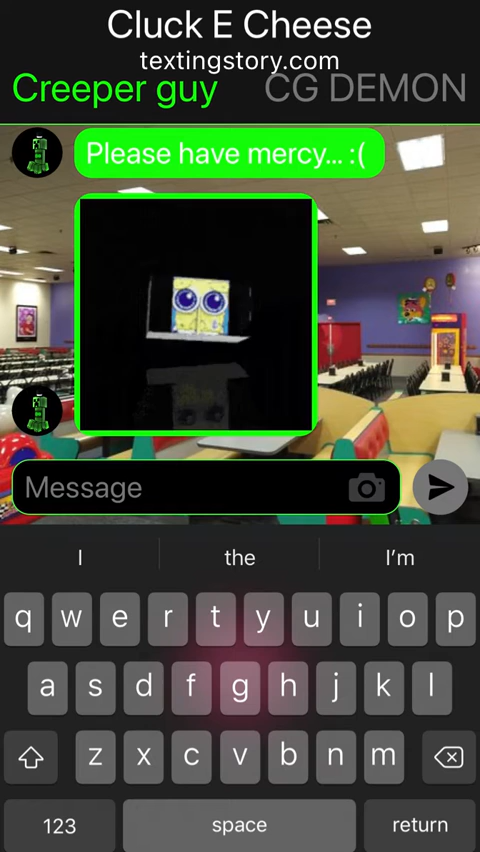 Cluck E Cheese
textingstory.com
Creeper guy CG DEMON
Please have mercy... :(
Message
I the I'm
q w e r t y u i o p
a s d f g h j k l
z x c v b n m
123 space return